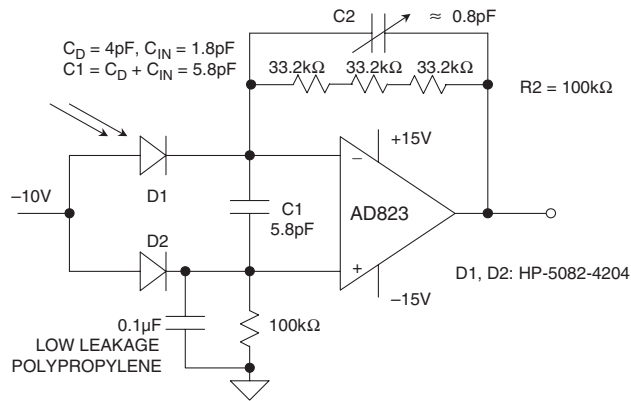 C2 ≈ 0.8pF
C_D = 4pF, C_IN = 1.8pF
C1 = C_D + C_IN = 5.8pF
33.2kΩ 33.2kΩ 33.2kΩ
R2 = 100kΩ
+15V
–10V
D1
–
C1
5.8pF
AD823
D2
+
D1, D2: HP-5082-4204
–15V
0.1µF
100kΩ
LOW LEAKAGE
POLYPROPYLENE